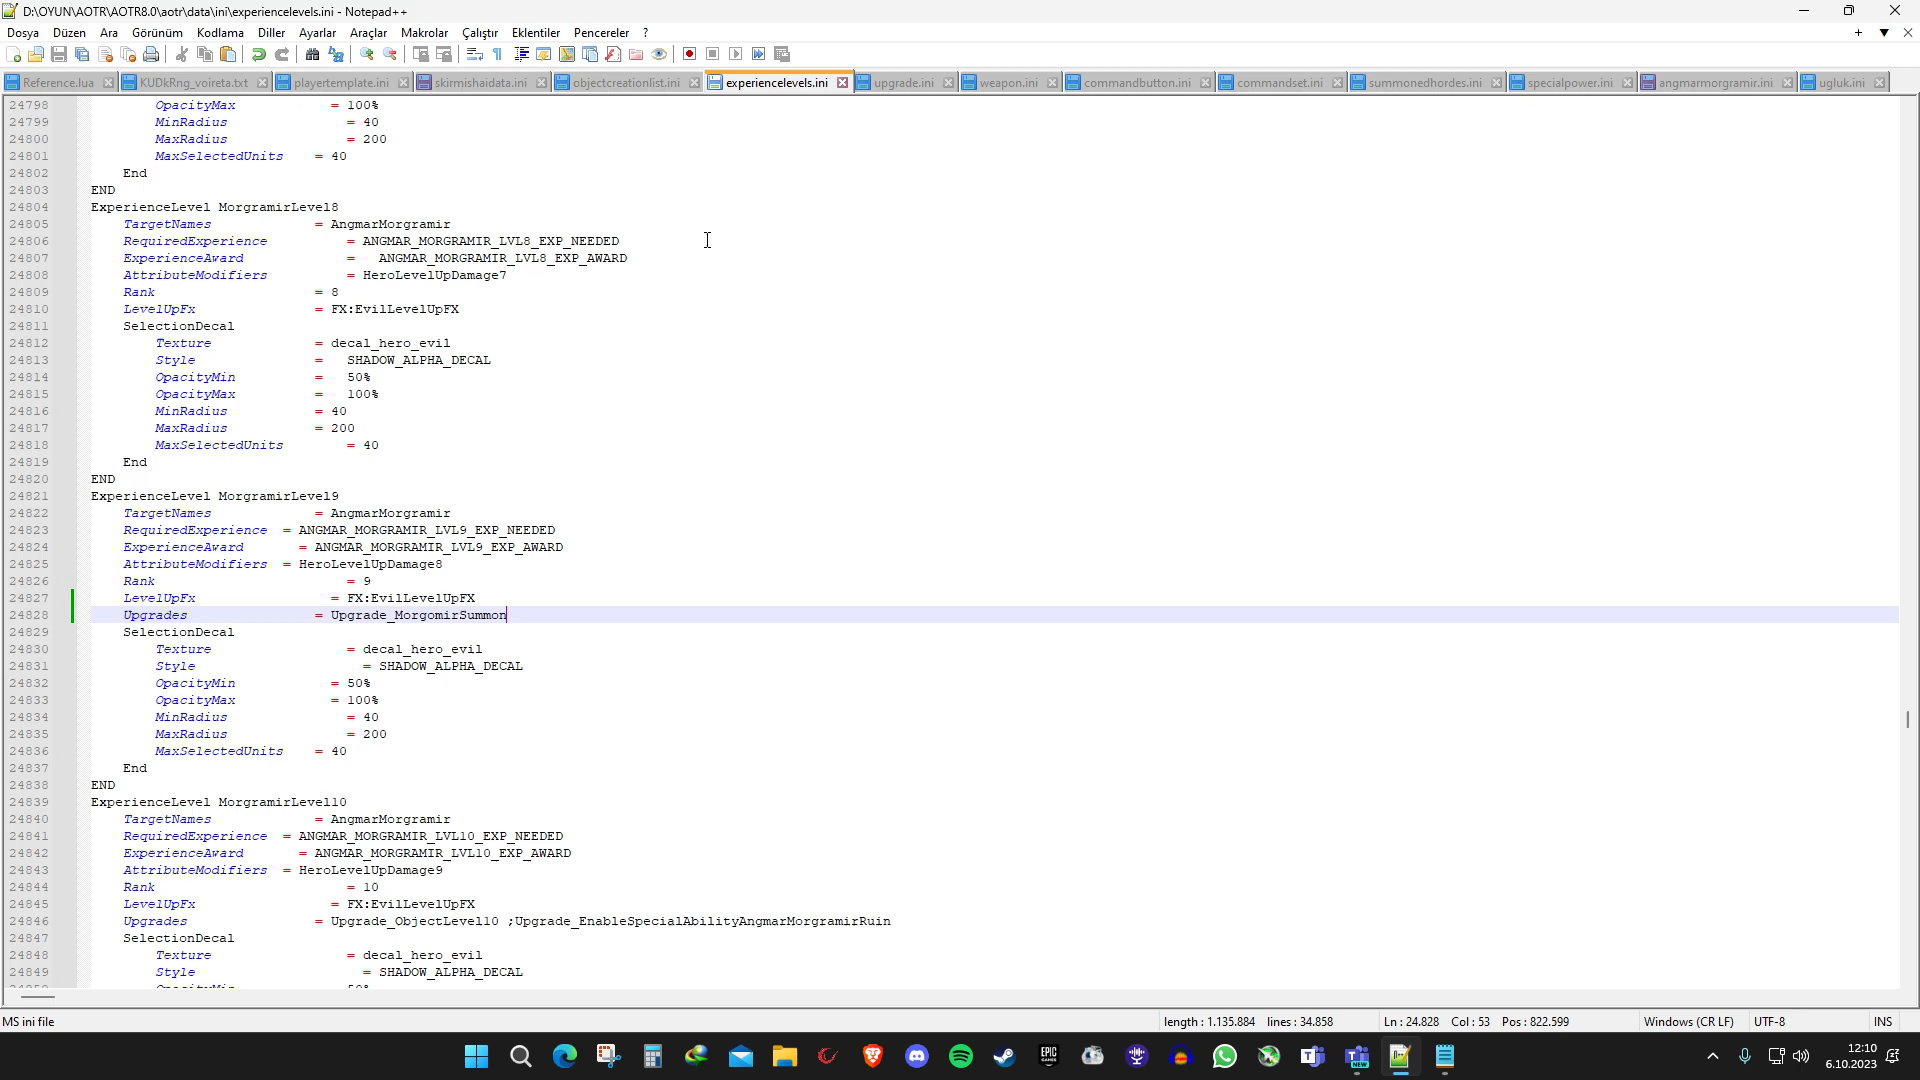 D:\OYUN\AOTR\AOTR8.0\aotr\data\ini\experiencelevels.ini - Notepad++
Dosya Düzen Ara Görünüm Kodlama Diller Ayarlar Araçlar Makrolar Çalıştır Eklentiler Pencereler ?
Reference.lua KUDkRng_voireta.txt playertemplate.ini skirmishaidata.ini objectcreationlist.ini experiencelevels.ini upgrade.ini weapon.ini commandbutton.ini commandset.ini summonedhordes.ini specialpower.ini angmarmorgramir.ini ugluk.ini
24798 OpacityMax = 100%
24799 MinRadius = 40
24800 MaxRadius = 200
24801 MaxSelectedUnits = 40
24802 End
24803 END
24804 ExperienceLevel MorgramirLevel8
24805 TargetNames = AngmarMorgramir
24806 RequiredExperience = ANGMAR_MORGRAMIR_LVL8_EXP_NEEDED
24807 ExperienceAward = ANGMAR_MORGRAMIR_LVL8_EXP_AWARD
24808 AttributeModifiers = HeroLevelUpDamage7
24809 Rank = 8
24810 LevelUpFx = FX:EvilLevelUpFX
24811 SelectionDecal
24812 Texture = decal_hero_evil
24813 Style = SHADOW_ALPHA_DECAL
24814 OpacityMin = 50%
24815 OpacityMax = 100%
24816 MinRadius = 40
24817 MaxRadius = 200
24818 MaxSelectedUnits = 40
24819 End
24820 END
24821 ExperienceLevel MorgramirLevel9
24822 TargetNames = AngmarMorgramir
24823 RequiredExperience = ANGMAR_MORGRAMIR_LVL9_EXP_NEEDED
24824 ExperienceAward = ANGMAR_MORGRAMIR_LVL9_EXP_AWARD
24825 AttributeModifiers = HeroLevelUpDamage8
24826 Rank = 9
24827 LevelUpFx = FX:EvilLevelUpFX
24828 Upgrades = Upgrade_MorgomirSummon
24829 SelectionDecal
24830 Texture = decal_hero_evil
24831 Style = SHADOW_ALPHA_DECAL
24832 OpacityMin = 50%
24833 OpacityMax = 100%
24834 MinRadius = 40
24835 MaxRadius = 200
24836 MaxSelectedUnits = 40
24837 End
24838 END
24839 ExperienceLevel MorgramirLevel10
24840 TargetNames = AngmarMorgramir
24841 RequiredExperience = ANGMAR_MORGRAMIR_LVL10_EXP_NEEDED
24842 ExperienceAward = ANGMAR_MORGRAMIR_LVL10_EXP_AWARD
24843 AttributeModifiers = HeroLevelUpDamage9
24844 Rank = 10
24845 LevelUpFx = FX:EvilLevelUpFX
24846 Upgrades = Upgrade_ObjectLevel10 ;Upgrade_EnableSpecialAbilityAngmarMorgramirRuin
24847 SelectionDecal
24848 Texture = decal_hero_evil
24849 Style = SHADOW_ALPHA_DECAL
MS ini file length : 1.135.884 lines : 34.858 Ln : 24.828 Col : 53 Pos : 822.599 Windows (CR LF) UTF-8 INS
EPIC GAMES NEW 12:10
6.10.2023